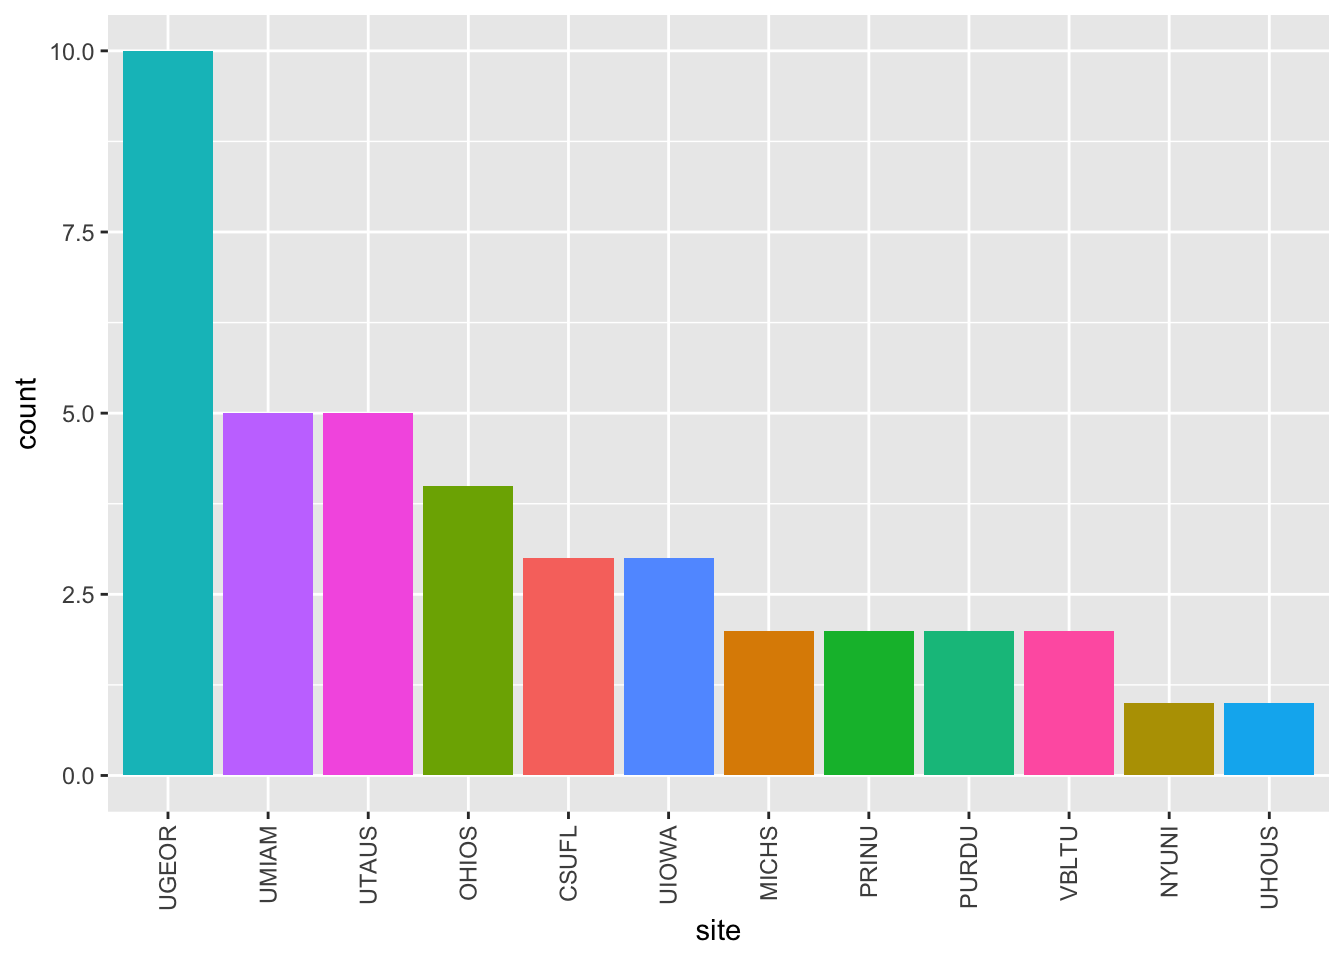 10.0
7.5
5.0
2.5
0.0
count
UGEOR
UMIAM
UTAUS
OHIOS
CSUFL
UIOWA
MICHS
PRINU
PURDU
VBLTU
NYUNI
UHOUS
site